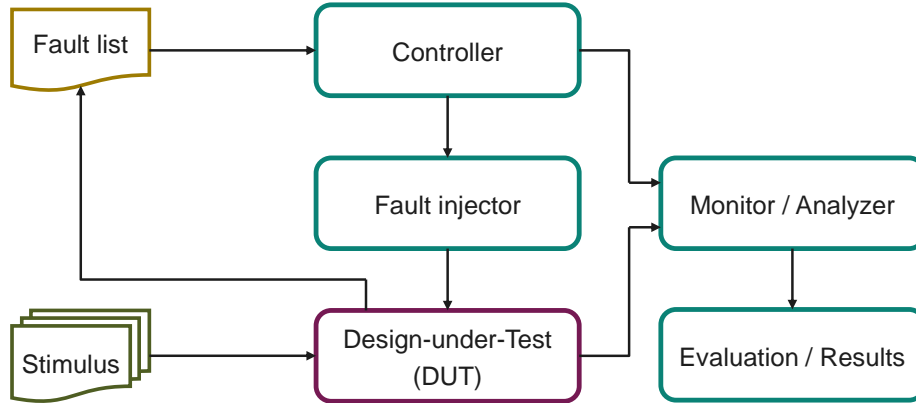 Fault list
Controller
Fault injector
Monitor / Analyzer
Stimulus
Design-under-Test
(DUT)
Evaluation / Results